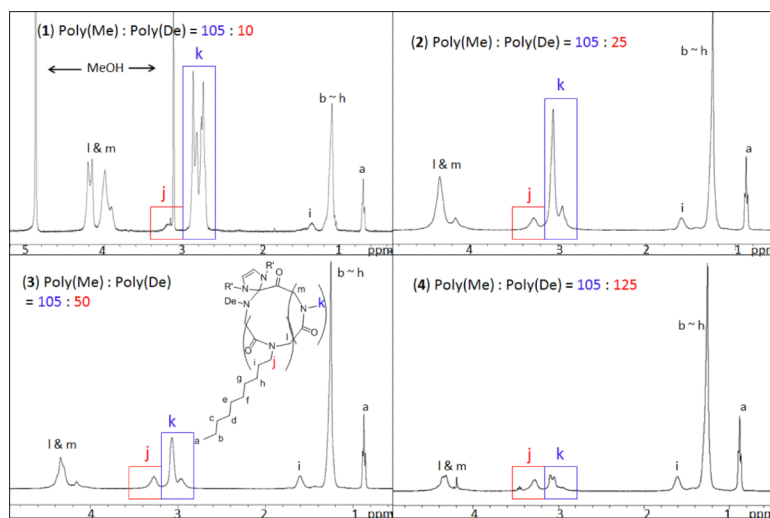 (1) Poly(Me) : Poly(De) = 105 : 10
MeOH
k
b ~ h
l & m
j
i
a
5 4 3 2 1 ppm
(2) Poly(Me) : Poly(De) = 105 : 25
k
b ~ h
l & m
j
i
a
4 3 2 1 ppm
(3) Poly(Me) : Poly(De)
= 105 : 50
R'
N
O
R'
N
m
De
N
N
k
O
l
O
N
i
j
g
h
e
f
c
d
a
b
b ~ h
k
a
l & m
j
i
4 3 2 1 ppm
(4) Poly(Me) : Poly(De) = 105 : 125
b ~ h
a
j
k
l & m
i
4 3 2 1 ppm